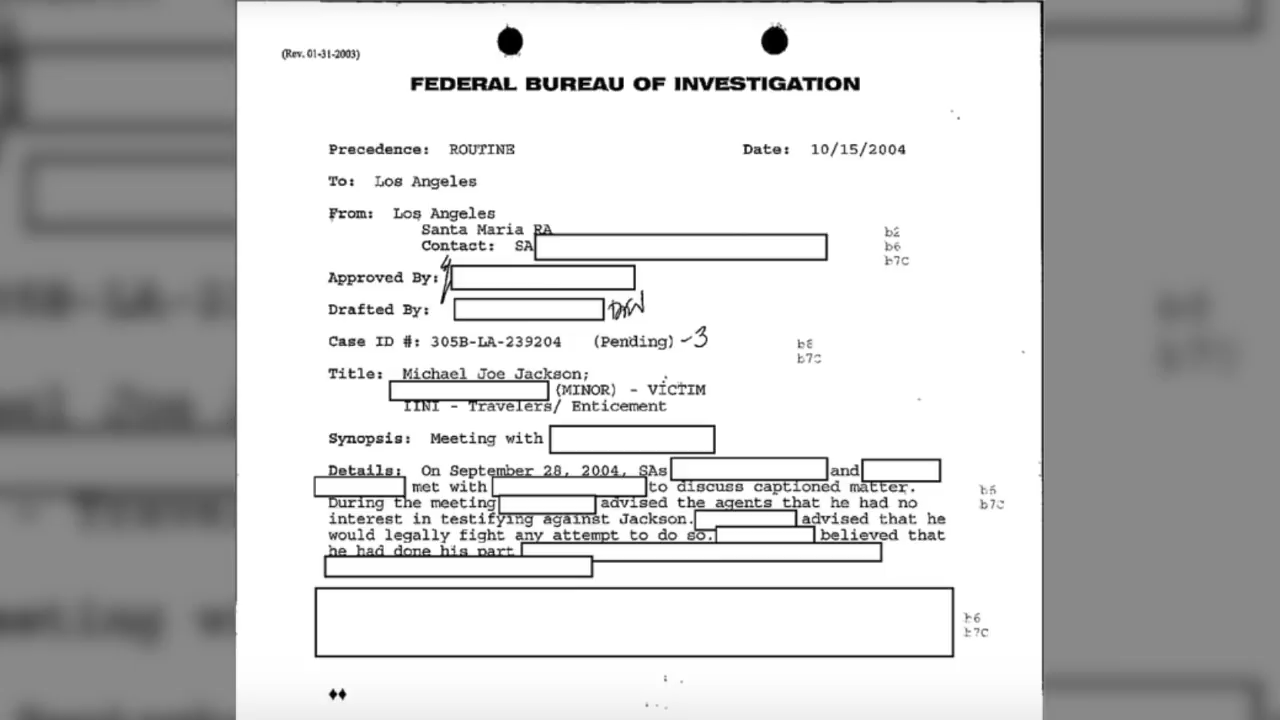 (Rev. 01-31-2003)
FEDERAL BUREAU OF INVESTIGATION
Precedence: ROUTINE Date: 10/15/2004
To: Los Angeles
From: Los Angeles
Santa Maria RA
Contact: SA
b2
b6
b7C
Approved By:
Drafted By: DRW
Case ID #: 305B-LA-239204 (Pending) -3
b6
b7C
Title: Michael Joe Jackson;
(MINOR) - VICTIM
IINI - Travelers/ Enticement
Synopsis: Meeting with
Details: On September 28, 2004, SAs and
met with to discuss captioned matter.
During the meeting advised the agents that he had no
interest in testifying against Jackson. advised that he
would legally fight any attempt to do so. believed that
he had done his part
b6
b7C
b6
b7C